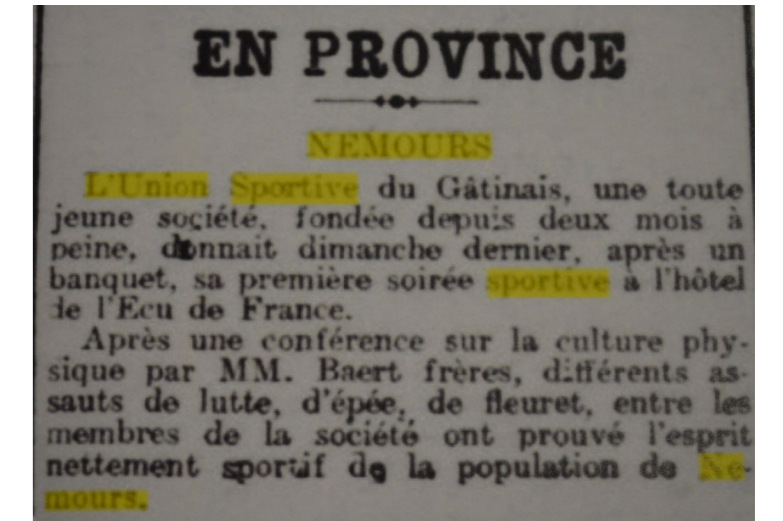 EN PROVINCE
NEMOURS
L'Union Sportive du Gâtinais, une toute
jeune société, fondée depuis deux mois à
peine, donnait dimanche dernier, après un
banquet, sa première soirée sportive à l'hôtel
de l'Ecu de France.
Après une conférence sur la culture phy-
sique par MM. Baert frères, différents as-
sauts de lutte, d'épée, de fleuret, entre les
membres de la société ont prouvé l'esprit
nettement sportif de la population de Ne-
mours.